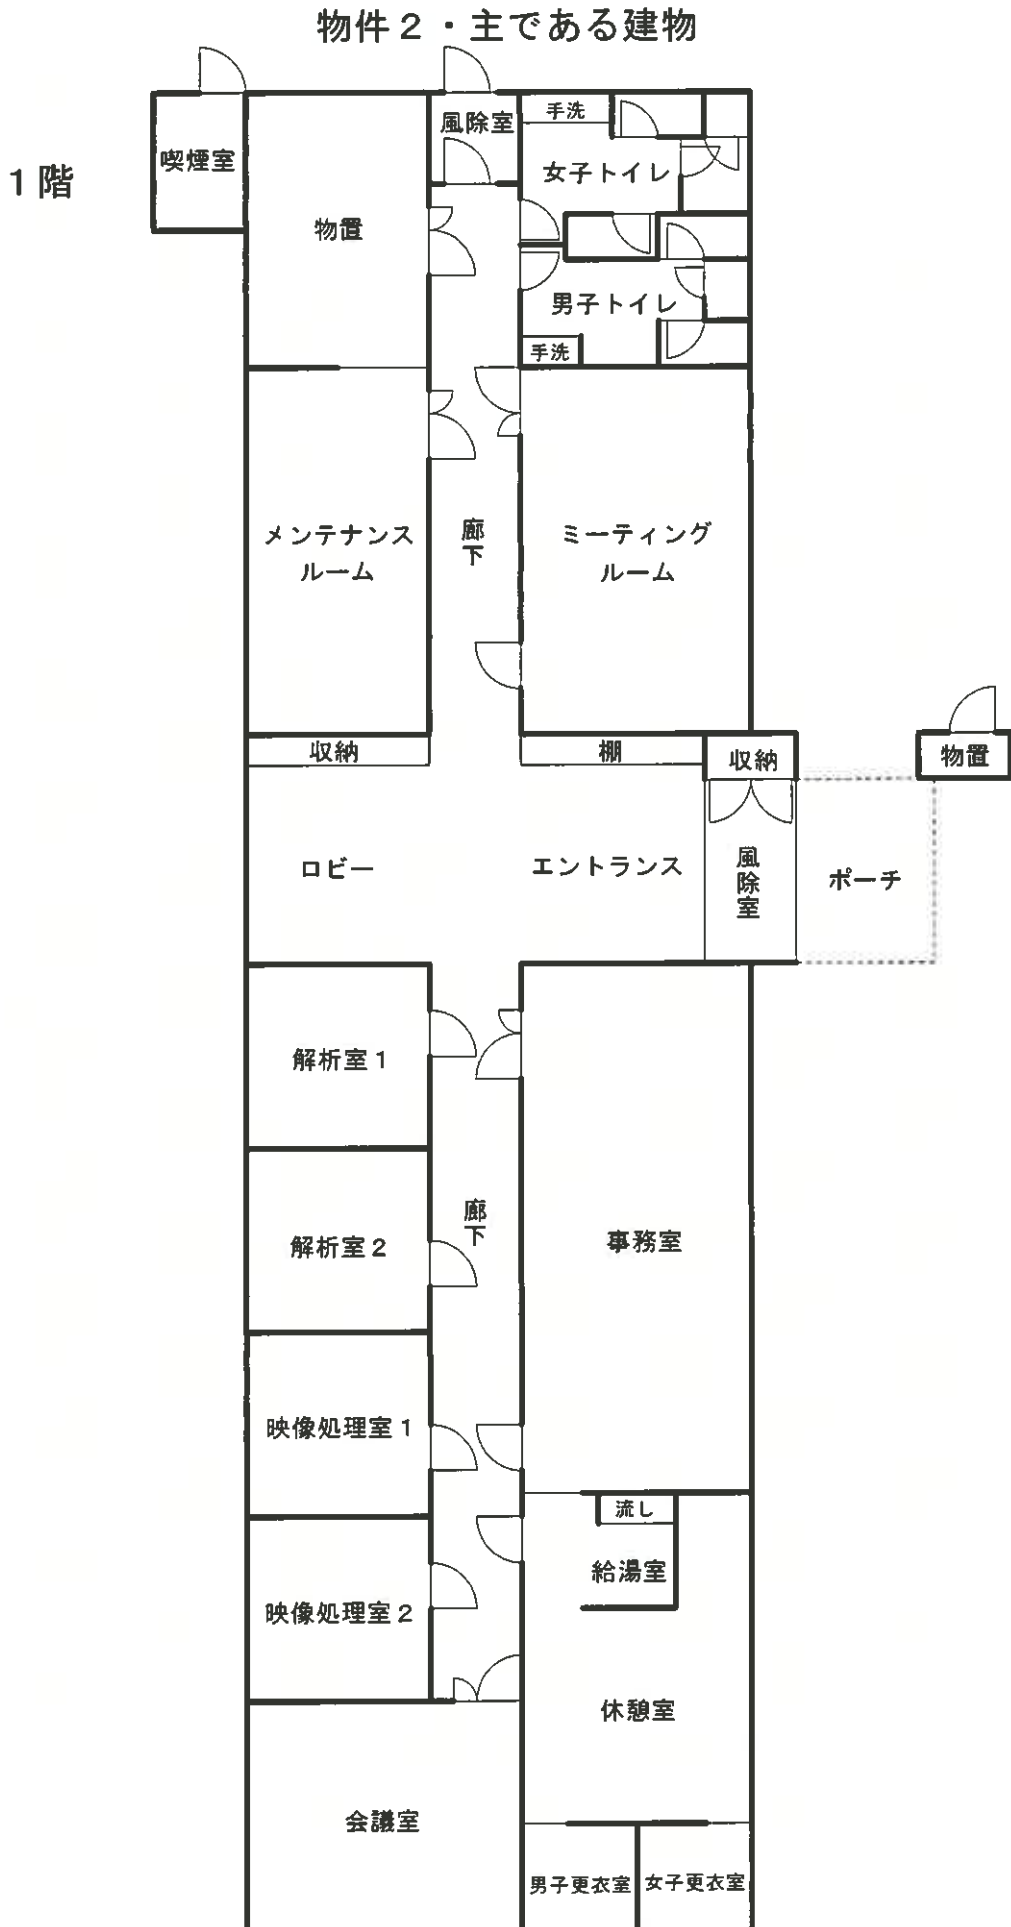 物件２・主である建物
１階
喫煙室
風除室
手洗
女子トイレ
物置
男子トイレ
手洗
メンテナンス
ルーム
廊下
ミーティング
ルーム
収納
棚
収納
物置
ロビー
エントランス
風除室
ポーチ
解析室１
解析室２
廊下
事務室
映像処理室１
流し
給湯室
映像処理室２
休憩室
会議室
男子更衣室
女子更衣室